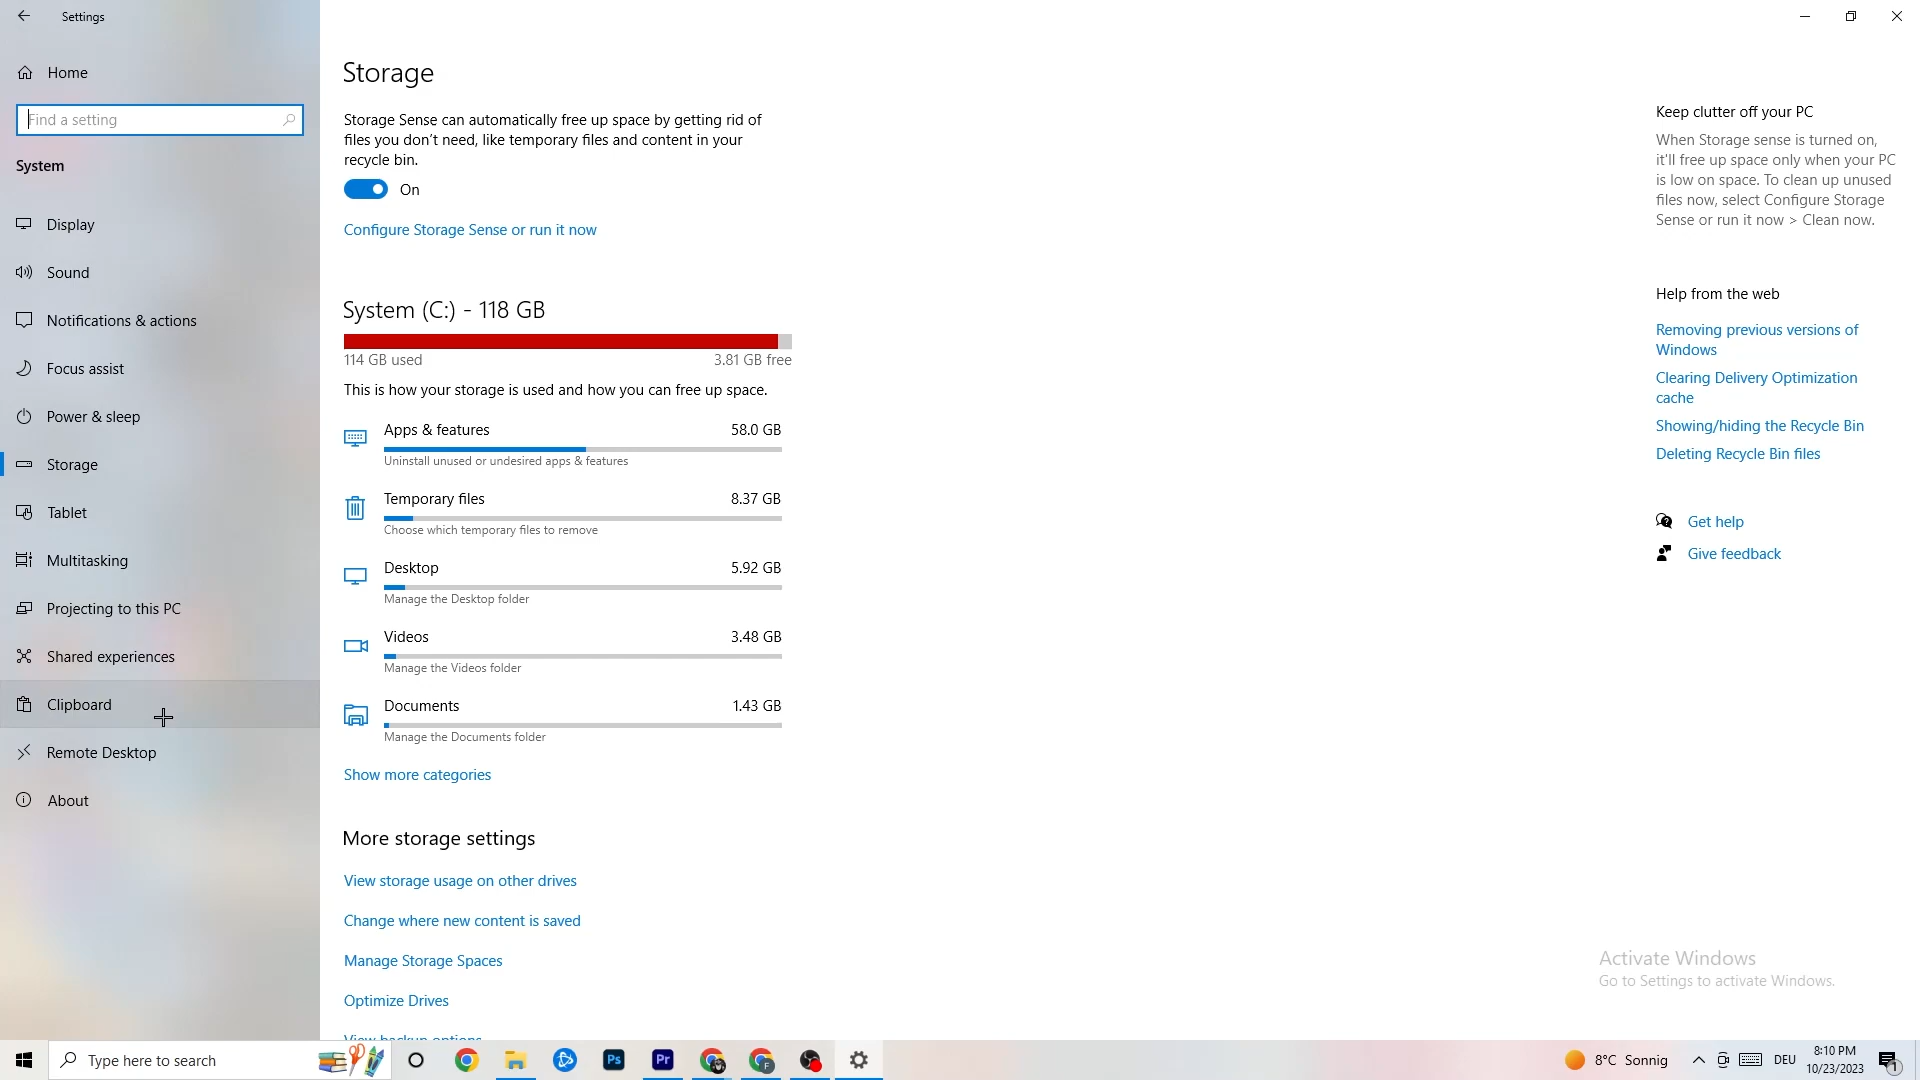 Settings
Home
Find a setting
System
Display
Sound
Notifications & actions
Focus assist
Power & sleep
Storage
Tablet
Multitasking
Projecting to this PC
Shared experiences
Clipboard
Remote Desktop
About
Storage
Storage Sense can automatically free up space by getting rid of
files you don't need, like temporary files and content in your
recycle bin.
On
Configure Storage Sense or run it now
System (C:) - 118 GB
114 GB used
3.81 GB free
This is how your storage is used and how you can free up space.
Apps & features 58.0 GB
Uninstall unused or undesired apps & features
Temporary files 8.37 GB
Choose which temporary files to remove
Desktop 5.92 GB
Manage the Desktop folder
Videos 3.48 GB
Manage the Videos folder
Documents 1.43 GB
Manage the Documents folder
Show more categories
More storage settings
View storage usage on other drives
Change where new content is saved
Manage Storage Spaces
Optimize Drives
View backup options
Keep clutter off your PC
When Storage sense is turned on,
it'll free up space only when your PC
is low on space. To clean up unused
files now, select Configure Storage
Sense or run it now > Clean now.
Help from the web
Removing previous versions of
Windows
Clearing Delivery Optimization
cache
Showing/hiding the Recycle Bin
Deleting Recycle Bin files
Get help
Give feedback
Activate Windows
Go to Settings to activate Windows.
Type here to search
Ps
Pr
F
8°C Sonnig
DEU
8:10 PM
10/23/2023
1